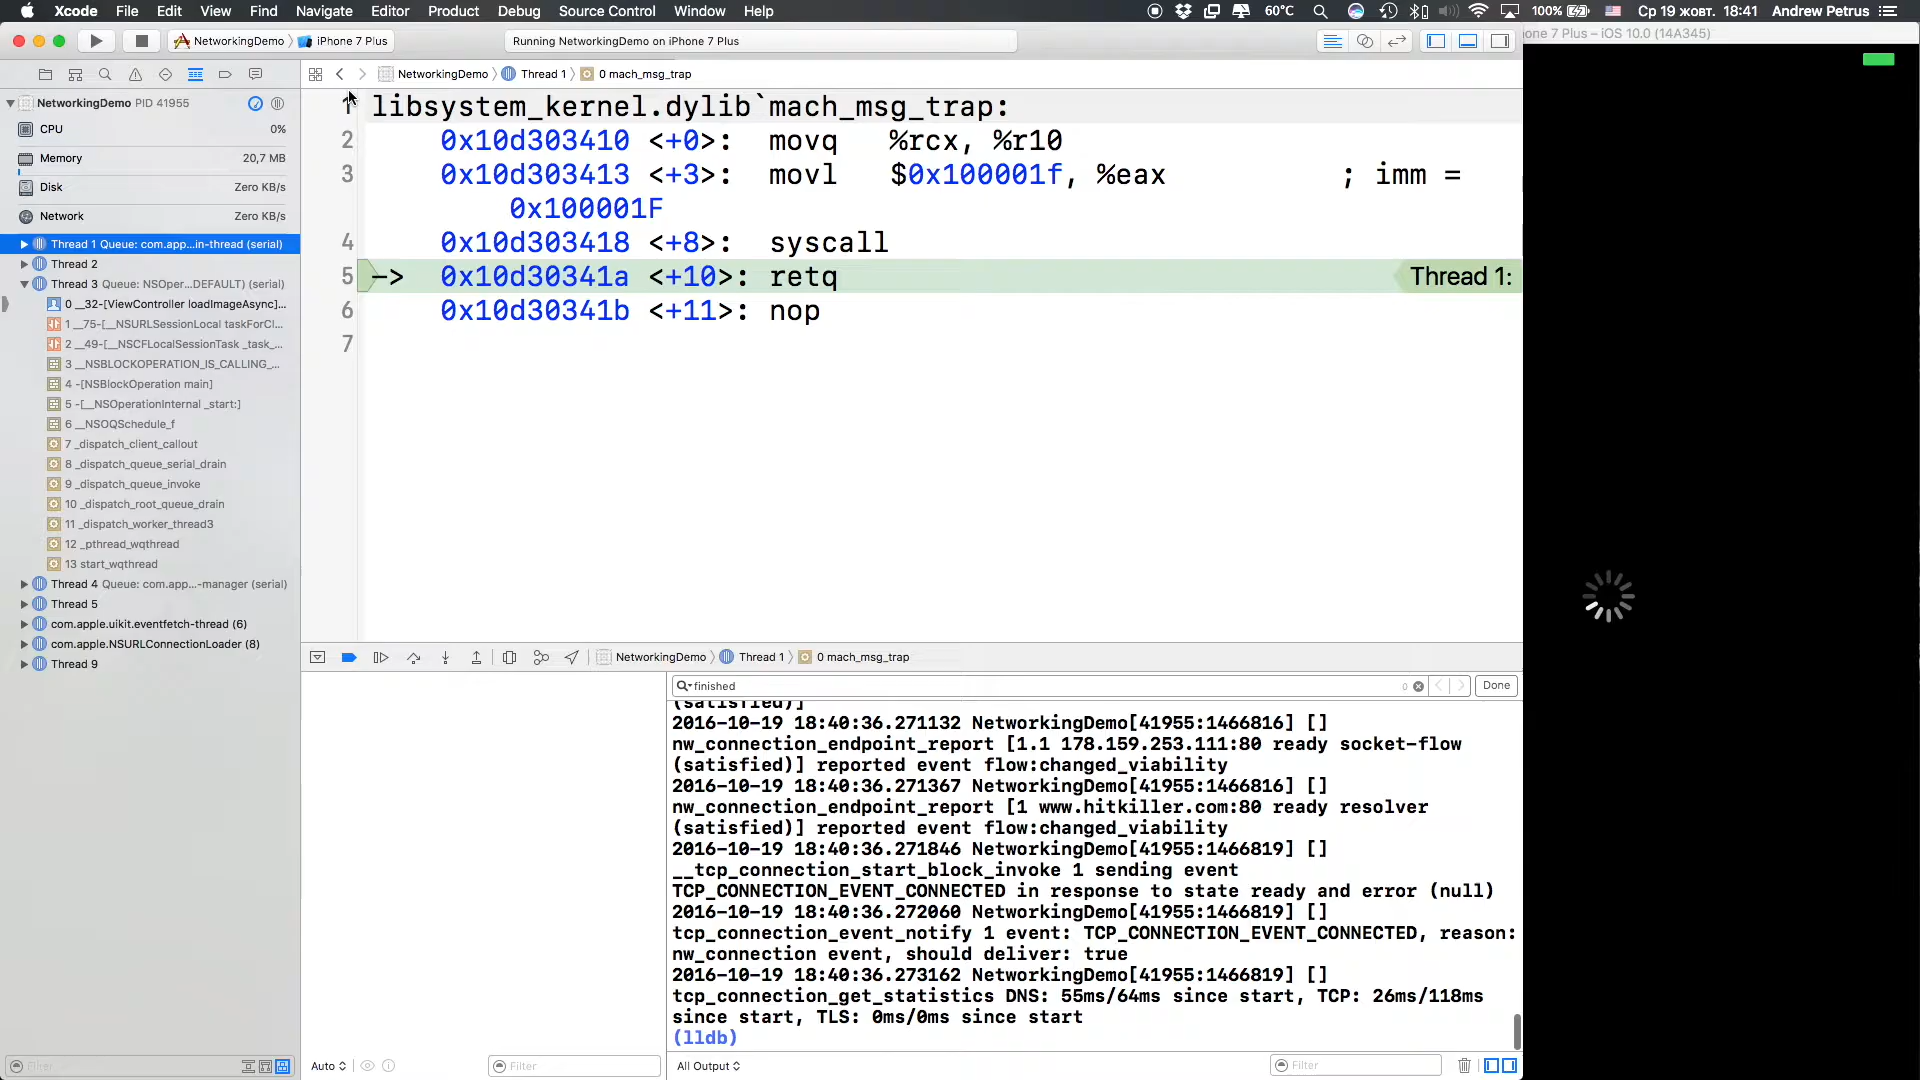 Xcode File Edit View Find Navigate Editor Product Debug Source Control Window Help 60°C 100% Ср 19 жовт. 18:41 Andrew Petrus
NetworkingDemo iPhone 7 Plus Running NetworkingDemo on iPhone 7 Plus
one 7 Plus – iOS 10.0 (14A345)
NetworkingDemo Thread 1 0 mach_msg_trap
NetworkingDemo PID 41955
CPU 0%
Memory 20,7 MB
Disk Zero KB/s
Network Zero KB/s
Thread 1 Queue: com.app...in-thread (serial)
Thread 2
Thread 3 Queue: NSOper...DEFAULT) (serial)
0 __32-[ViewController loadImageAsync]...
1 __75-[__NSURLSessionLocal taskForCl...
2 __49-[__NSCFLocalSessionTask _task_...
3 __NSBLOCKOPERATION_IS_CALLING_...
4 -[NSBlockOperation main]
5 -[__NSOperationInternal _start:]
6 __NSOQSchedule_f
7 _dispatch_client_callout
8 _dispatch_queue_serial_drain
9 _dispatch_queue_invoke
10 _dispatch_root_queue_drain
11 _dispatch_worker_thread3
12 _pthread_wqthread
13 start_wqthread
Thread 4 Queue: com.app...-manager (serial)
Thread 5
com.apple.uikit.eventfetch-thread (6)
com.apple.NSURLConnectionLoader (8)
Thread 9
Filter
1 libsystem_kernel.dylib`mach_msg_trap:
2 0x10d303410 <+0>: movq %rcx, %r10
3 0x10d303413 <+3>: movl $0x100001f, %eax ; imm =
0x100001F
4 0x10d303418 <+8>: syscall
5 -> 0x10d30341a <+10>: retq Thread 1:
6 0x10d30341b <+11>: nop
7
NetworkingDemo Thread 1 0 mach_msg_trap
finished 0 Done
(satisfied)]
2016-10-19 18:40:36.271132 NetworkingDemo[41955:1466816] []
nw_connection_endpoint_report [1.1 178.159.253.111:80 ready socket-flow
(satisfied)] reported event flow:changed_viability
2016-10-19 18:40:36.271367 NetworkingDemo[41955:1466816] []
nw_connection_endpoint_report [1 www.hitkiller.com:80 ready resolver
(satisfied)] reported event flow:changed_viability
2016-10-19 18:40:36.271846 NetworkingDemo[41955:1466819] []
__tcp_connection_start_block_invoke 1 sending event
TCP_CONNECTION_EVENT_CONNECTED in response to state ready and error (null)
2016-10-19 18:40:36.272060 NetworkingDemo[41955:1466819] []
tcp_connection_event_notify 1 event: TCP_CONNECTION_EVENT_CONNECTED, reason:
nw_connection event, should deliver: true
2016-10-19 18:40:36.273162 NetworkingDemo[41955:1466819] []
tcp_connection_get_statistics DNS: 55ms/64ms since start, TCP: 26ms/118ms
since start, TLS: 0ms/0ms since start
(lldb)
Auto Filter All Output Filter